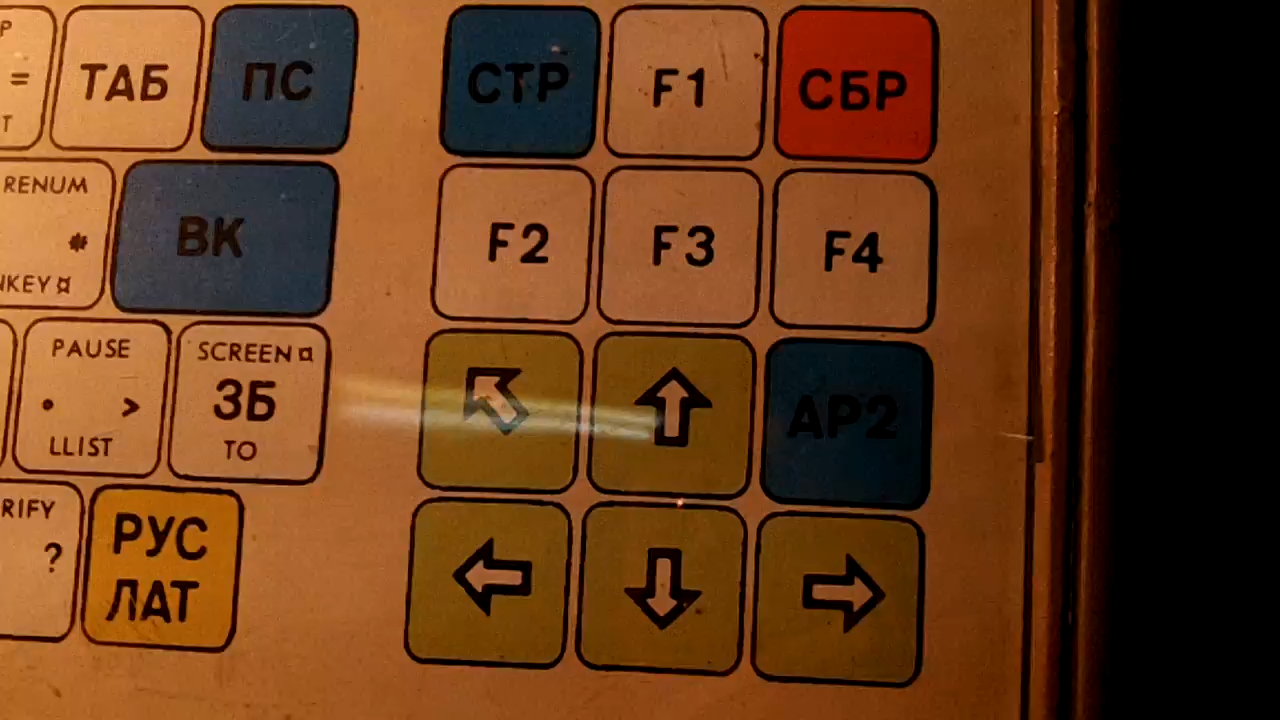 Р
=
Т
ТАБ
ПС
СТР
F1
СБР
RENUM
*
KEY¤
ВК
F2
F3
F4
PAUSE
. >
LLIST
SCREEN¤
ЗБ
TO
АР2
RIFY
?
РУС
ЛАТ